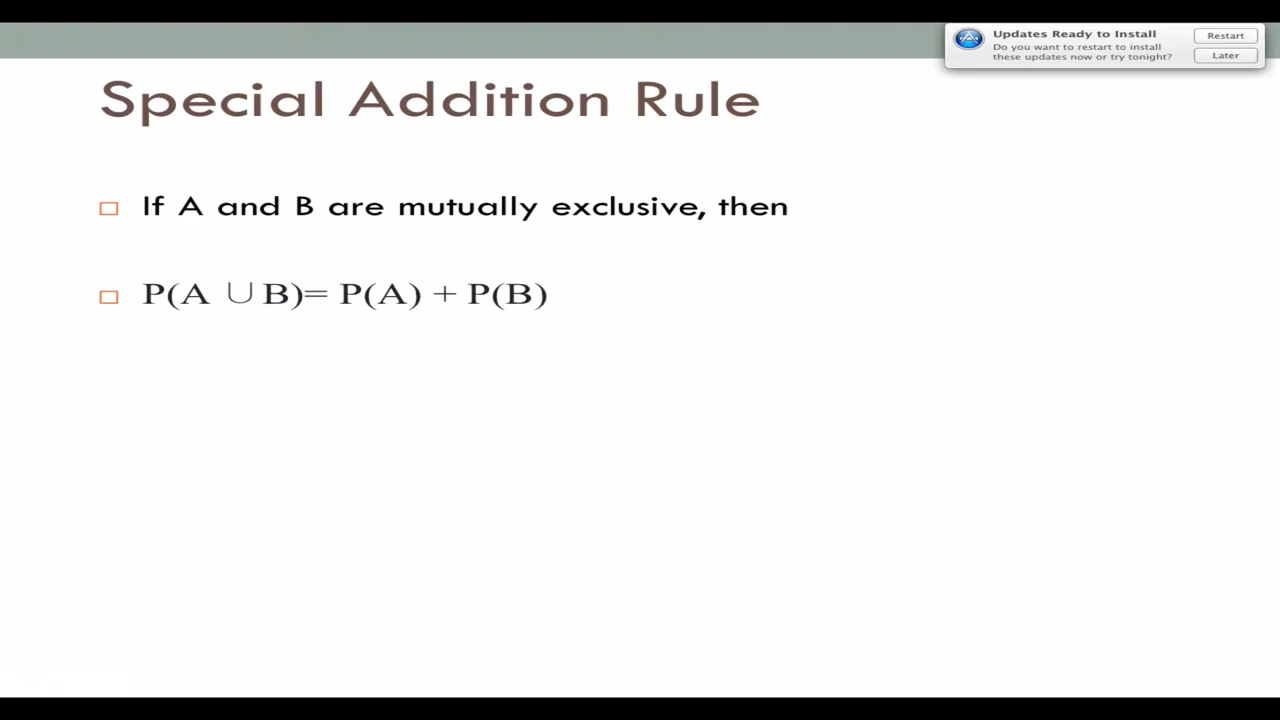 Updates Ready to Install
Do you want to restart to install
these updates now or try tonight?
Restart
Later
Special Addition Rule
If A and B are mutually exclusive, then
P(A ∪ B)= P(A) + P(B)